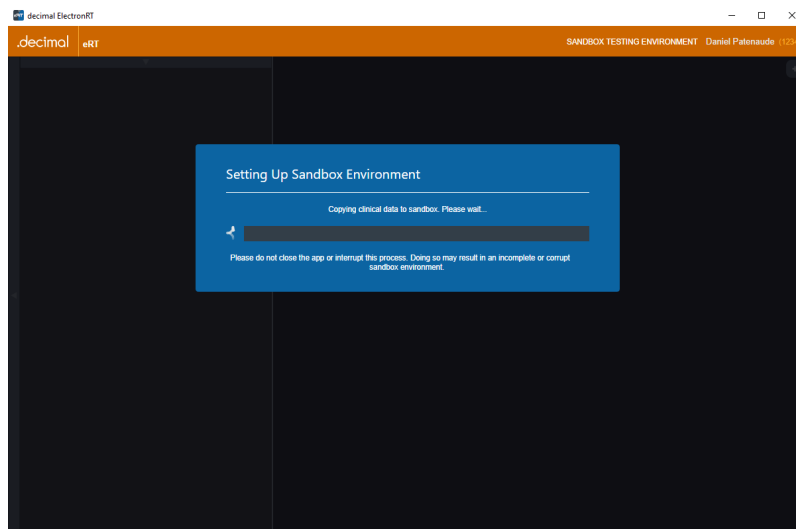 eRT decimal ElectronRT
.decimal eRT SANDBOX TESTING ENVIRONMENT Daniel Patenaude (1234
Setting Up Sandbox Environment
Copying clinical data to sandbox. Please wait...
Please do not close the app or interrupt this process. Doing so may result in an incomplete or corrupt
sandbox environment.